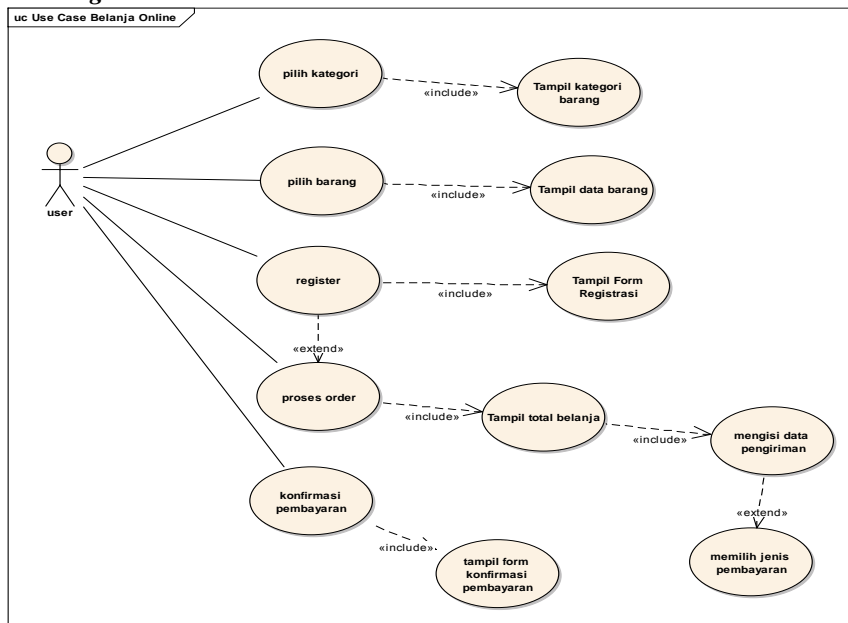 uc Use Case Belanja Online
pilih kategori
«include»
Tampil kategori
barang
user
pilih barang
«include»
Tampil data barang
register
«include»
Tampil Form
Registrasi
«extend»
proses order
«include»
Tampil total belanja
«include»
mengisi data
pengiriman
konfirmasi
pembayaran
«extend»
«include»
tampil form
konfirmasi
pembayaran
memilih jenis
pembayaran